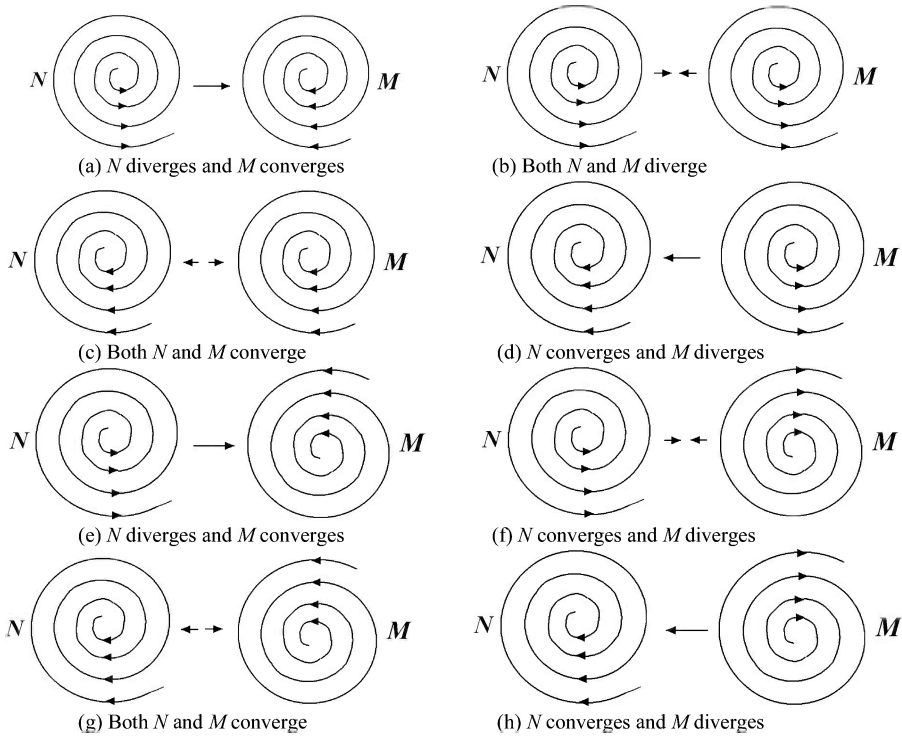 N M
(a) N diverges and M converges
N M
(b) Both N and M diverge
N M
(c) Both N and M converge
N M
(d) N converges and M diverges
N M
(e) N diverges and M converges
N M
(f) N converges and M diverges
N M
(g) Both N and M converge
N M
(h) N converges and M diverges